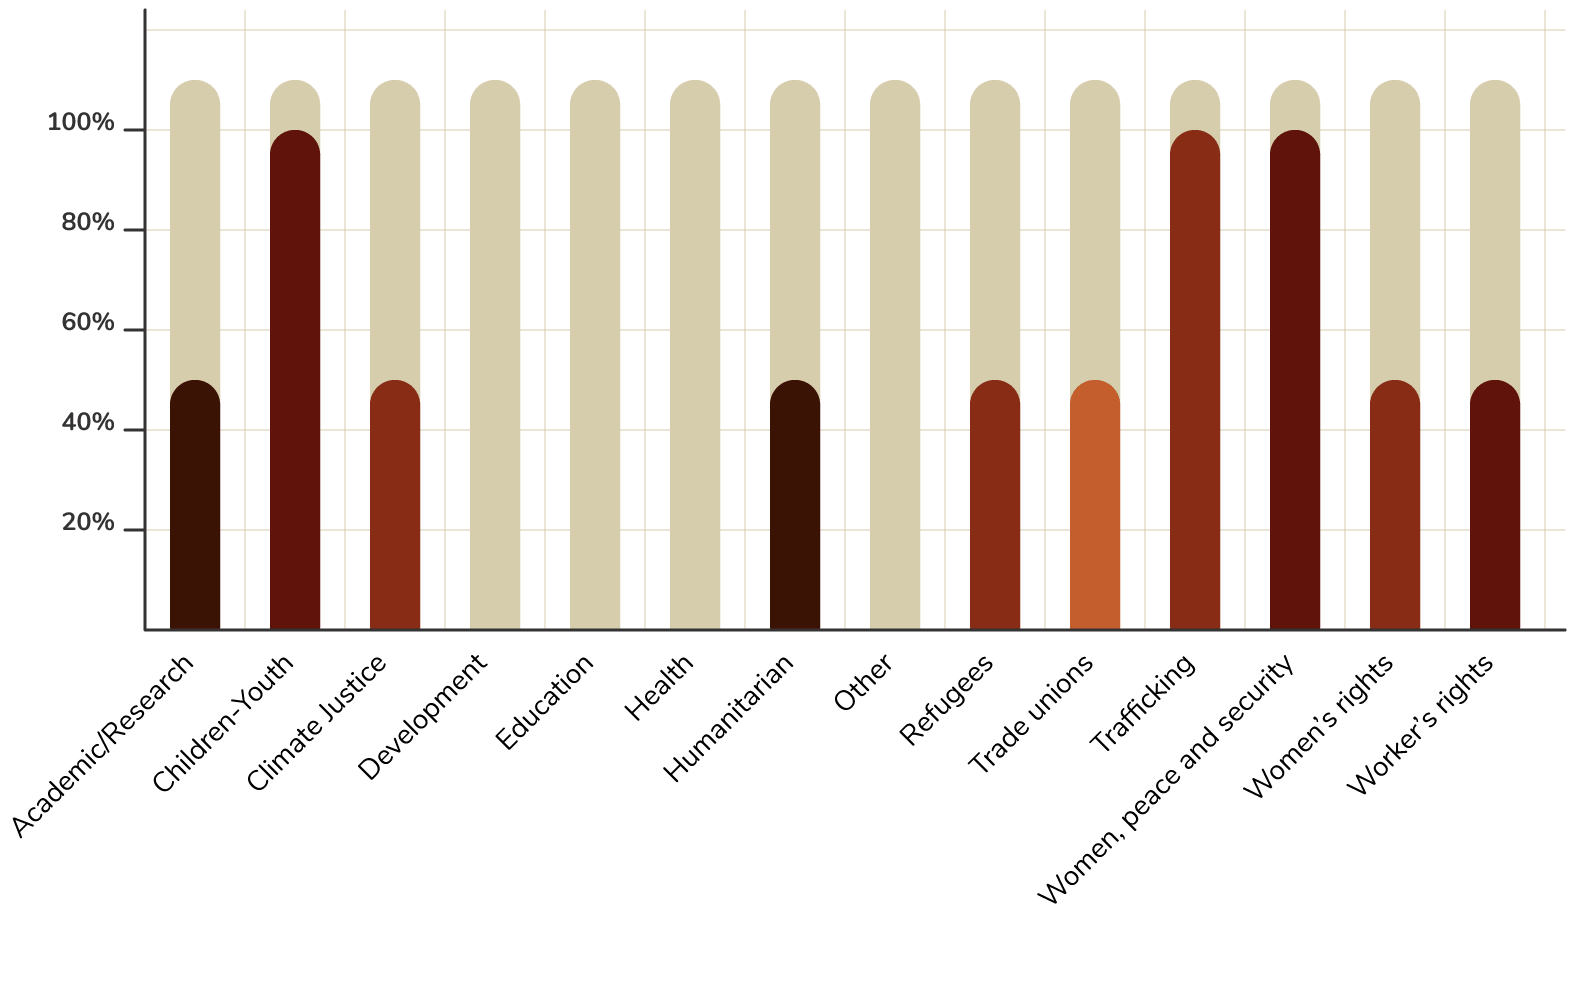 100%
80%
60%
40%
20%
Academic/Research
Children-Youth
Climate Justice
Development
Education
Health
Humanitarian
Other
Refugees
Trade unions
Trafficking
Women, peace and security
Women's rights
Worker's rights